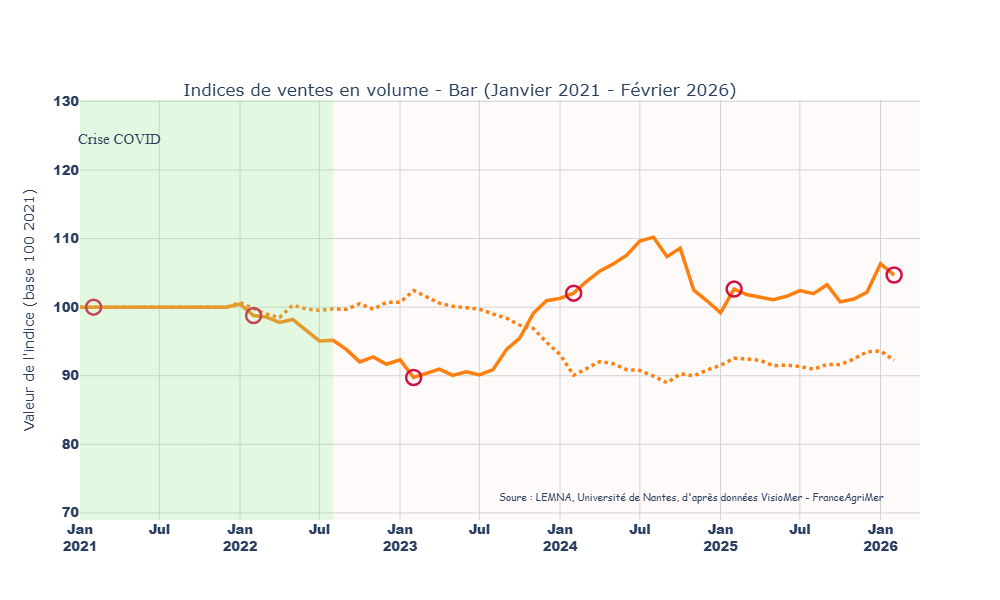 Indices de ventes en volume - Bar (Janvier 2021 - Février 2026)
Valeur de l'indice (base 100 2021)
130
120
110
100
90
80
70
Crise COVID
Soure : LEMNA, Université de Nantes, d'après données VisioMer - FranceAgriMer
Jan Jul Jan Jul Jan Jul Jan Jul Jan Jul Jan
2021 2022 2023 2024 2025 2026